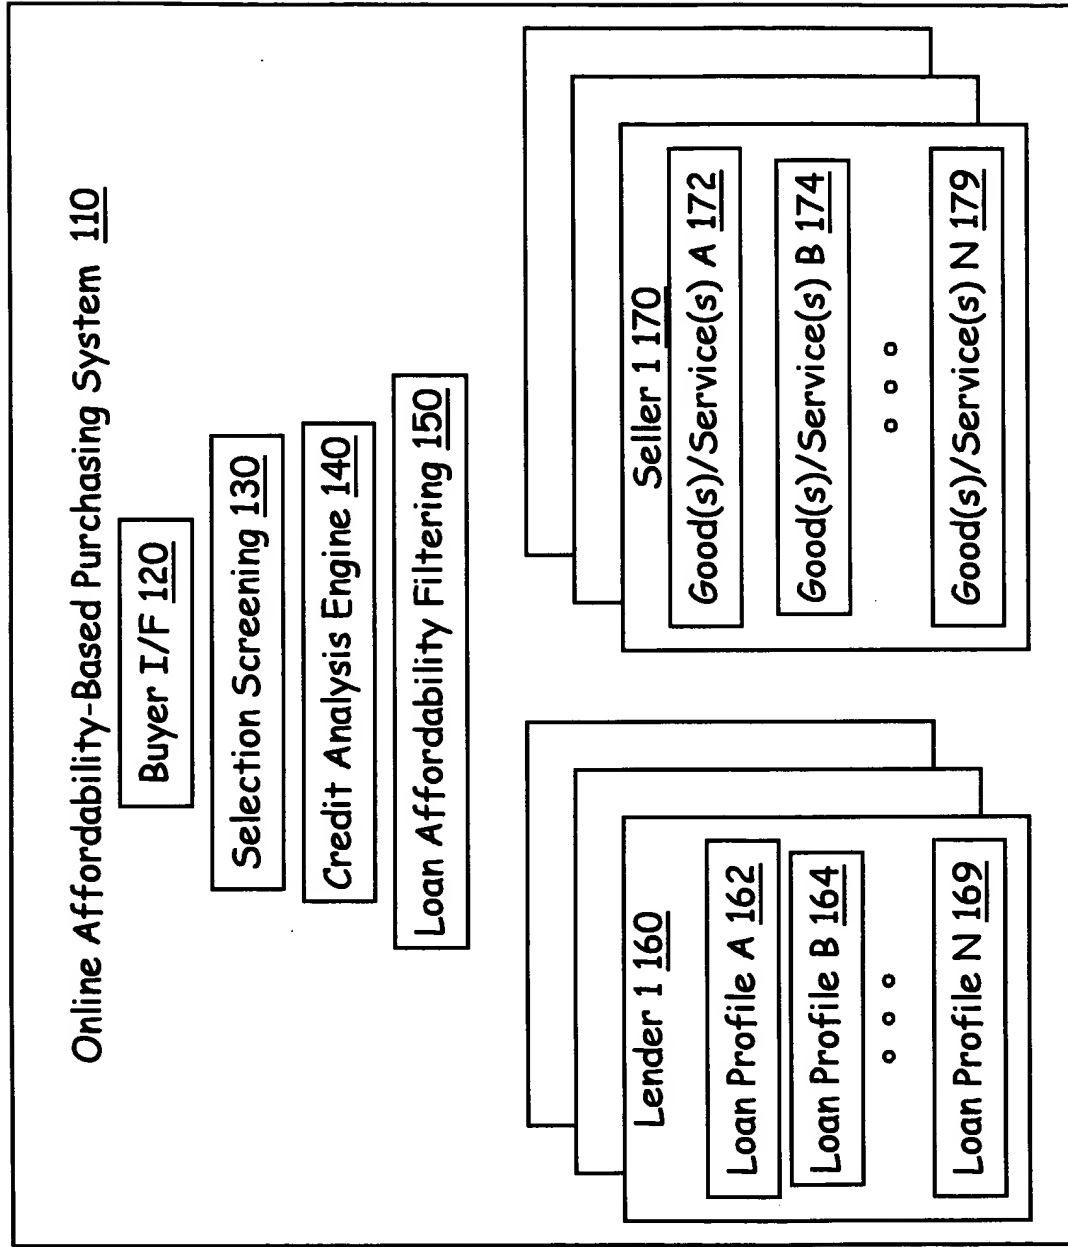 Online Affordability-Based Purchasing System 110
Buyer I/F 120
Selection Screening 130
Credit Analysis Engine 140
Loan Affordability Filtering 150
Lender 1 160
Loan Profile A 162
Loan Profile B 164
Loan Profile N 169
Seller 1 170
Good(s)/Service(s) A 172
Good(s)/Service(s) B 174
Good(s)/Service(s) N 179